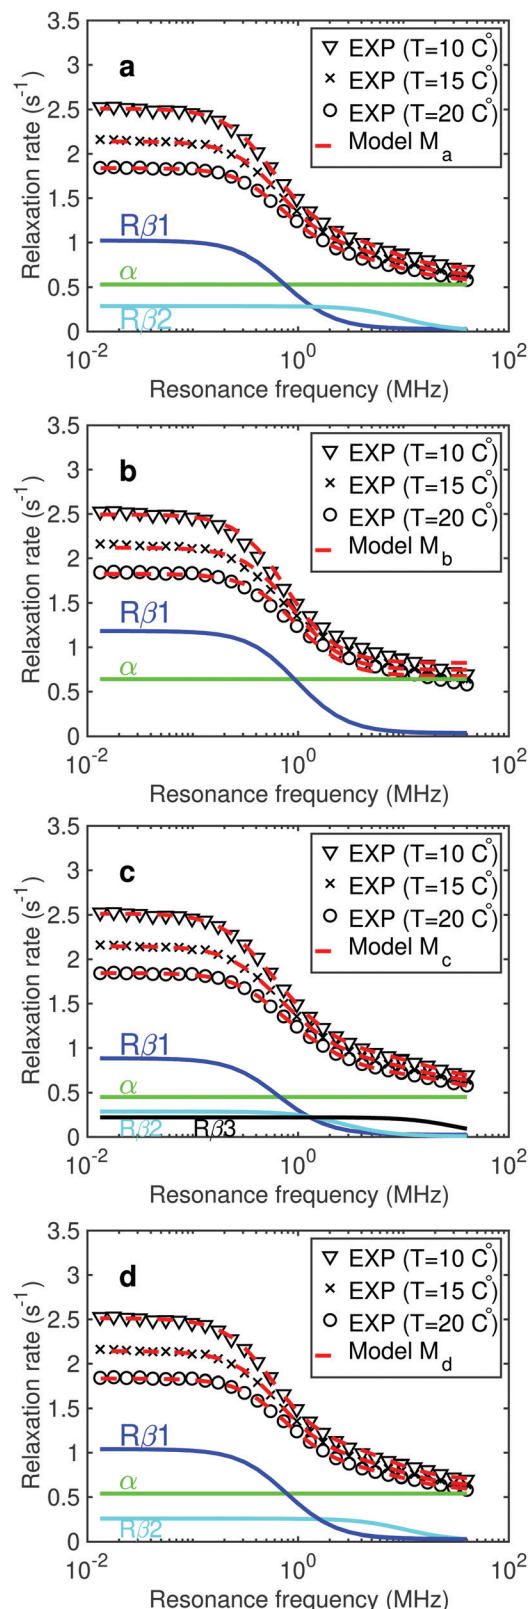 a
EXP (T=10 C°)
EXP (T=15 C°)
EXP (T=20 C°)
Model M_a
Relaxation rate (s⁻¹)
3.5
3
2.5
2
1.5
1
0.5
0
Rβ1
α
Rβ2
10⁻² 10⁰ 10²
Resonance frequency (MHz)
b
EXP (T=10 C°)
EXP (T=15 C°)
EXP (T=20 C°)
Model M_b
Relaxation rate (s⁻¹)
3.5
3
2.5
2
1.5
1
0.5
0
Rβ1
α
10⁻² 10⁰ 10²
Resonance frequency (MHz)
c
EXP (T=10 C°)
EXP (T=15 C°)
EXP (T=20 C°)
Model M_c
Relaxation rate (s⁻¹)
3.5
3
2.5
2
1.5
1
0.5
0
Rβ1
α
Rβ2 Rβ3
10⁻² 10⁰ 10²
Resonance frequency (MHz)
d
EXP (T=10 C°)
EXP (T=15 C°)
EXP (T=20 C°)
Model M_d
Relaxation rate (s⁻¹)
3.5
3
2.5
2
1.5
1
0.5
0
Rβ1
α
Rβ2
10⁻² 10⁰ 10²
Resonance frequency (MHz)